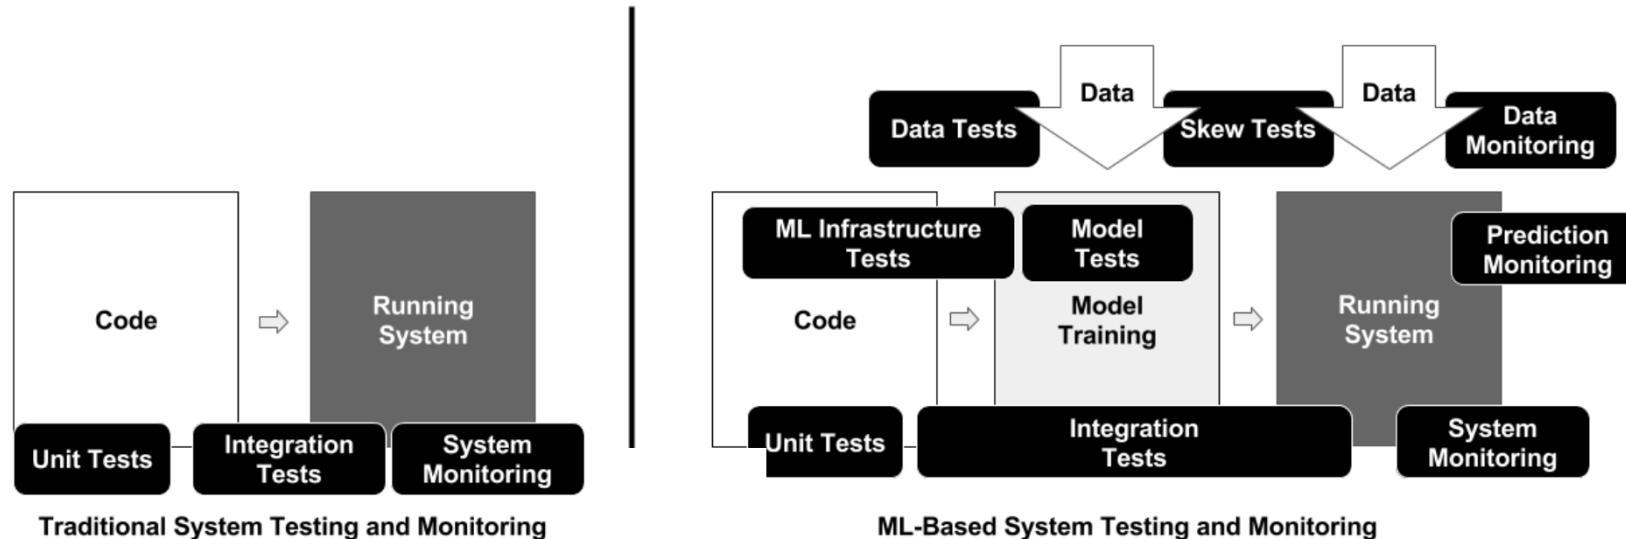 Code
Running
System
Unit Tests
Integration
Tests
System
Monitoring
Traditional System Testing and Monitoring
Data
Data
Data Tests
Skew Tests
Data
Monitoring
ML Infrastructure
Tests
Model
Tests
Prediction
Monitoring
Code
Model
Training
Running
System
Unit Tests
Integration
Tests
System
Monitoring
ML-Based System Testing and Monitoring